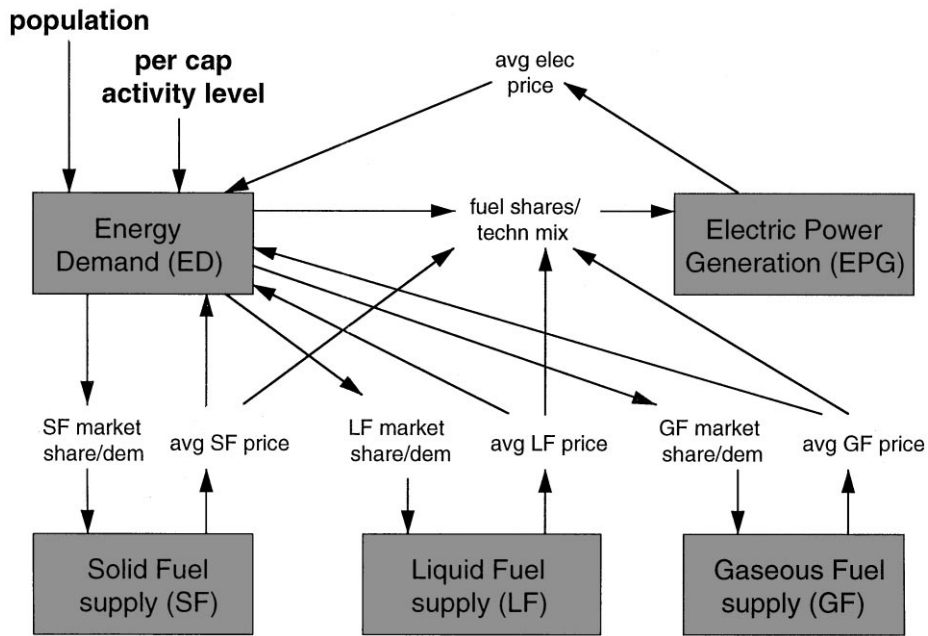 population
per cap
activity level
avg elec
price
Energy
Demand (ED)
fuel shares/
techn mix
Electric Power
Generation (EPG)
SF market
share/dem
avg SF price
LF market
share/dem
avg LF price
GF market
share/dem
avg GF price
Solid Fuel
supply (SF)
Liquid Fuel
supply (LF)
Gaseous Fuel
supply (GF)